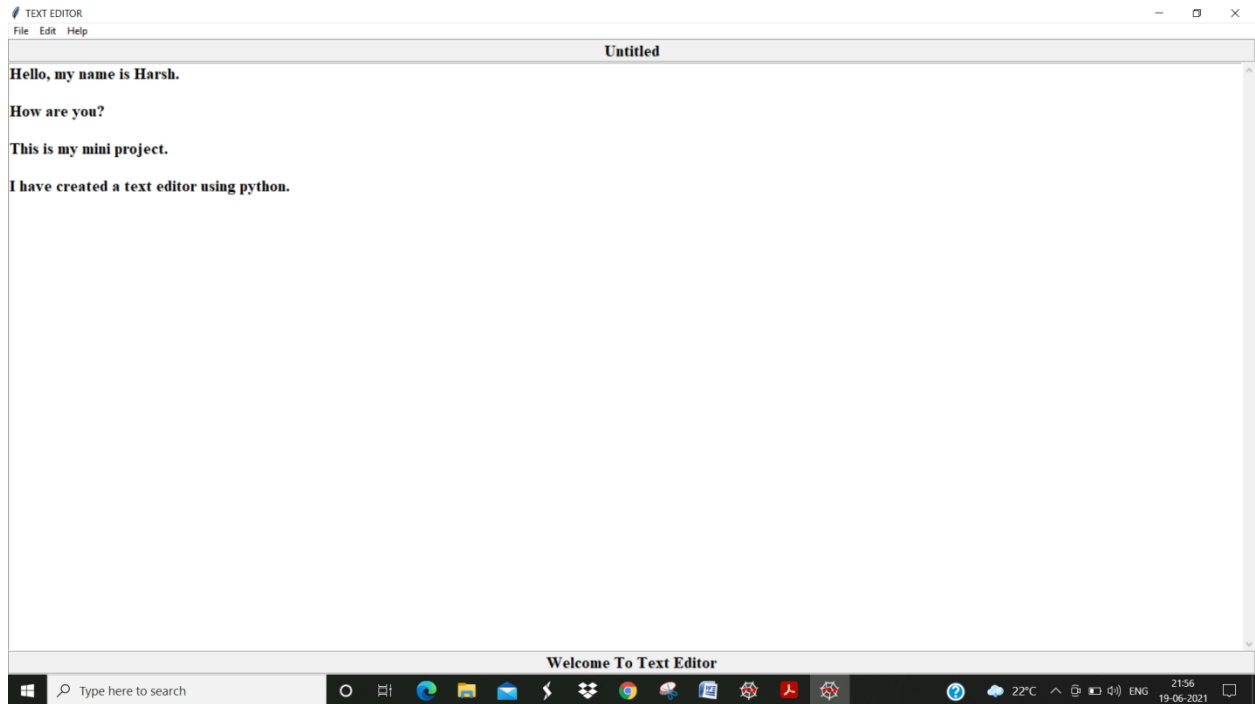 TEXT EDITOR
File Edit Help
Untitled
Hello, my name is Harsh.
How are you?
This is my mini project.
I have created a text editor using python.
Welcome To Text Editor
Type here to search
22°C ENG
21:56
19-06-2021